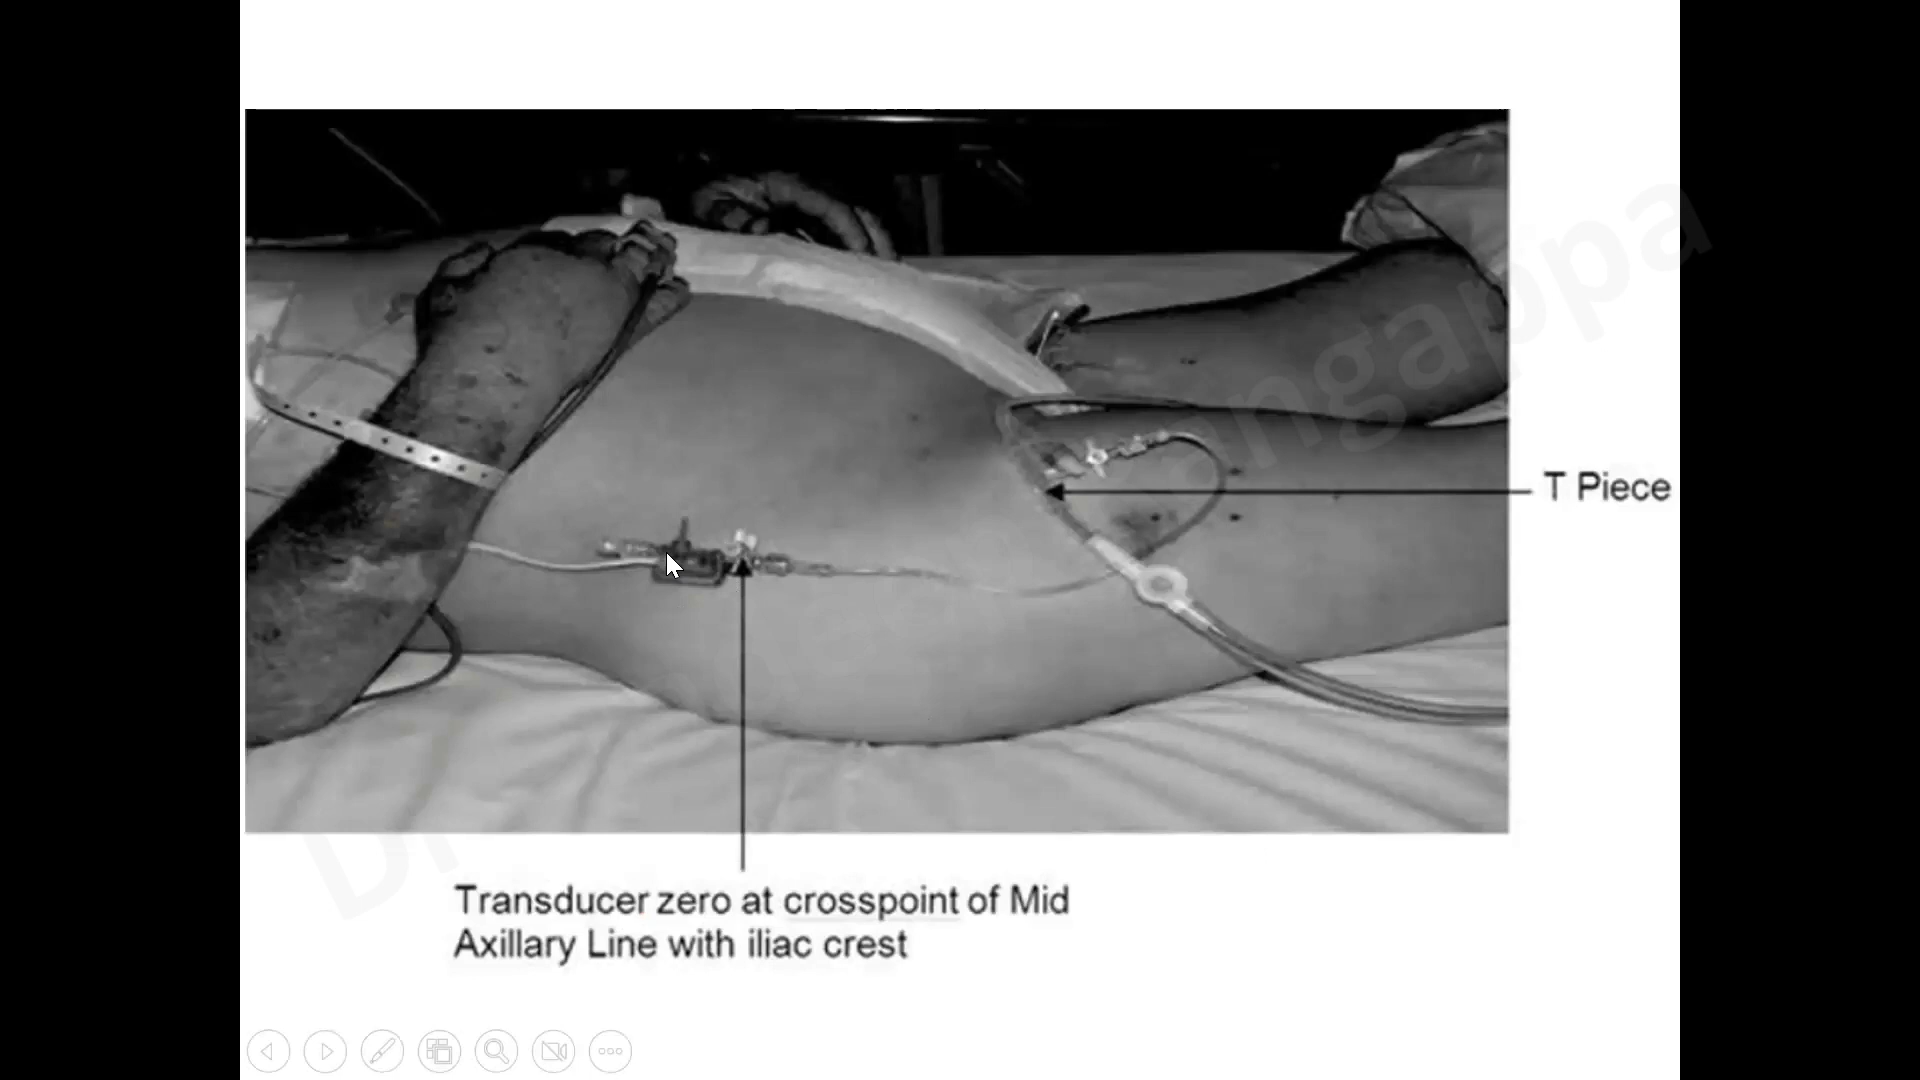 T Piece
Transducer zero at crosspoint of Mid
Axillary Line with iliac crest